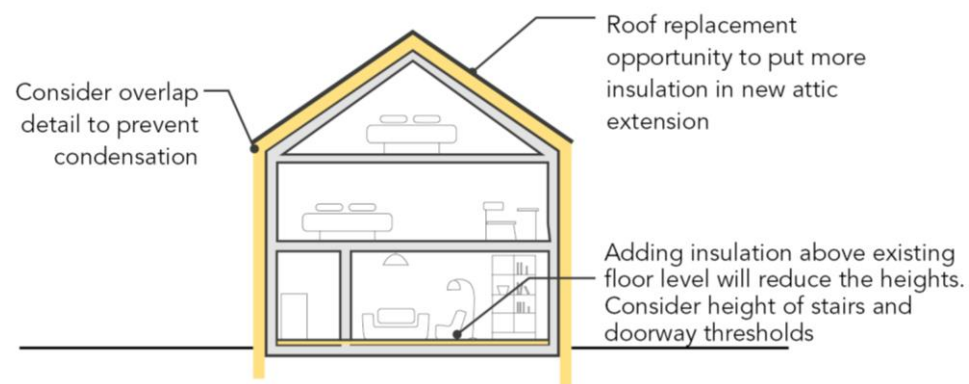 Roof replacement
opportunity to put more
insulation in new attic
extension
Consider overlap
detail to prevent
condensation
Adding insulation above existing
floor level will reduce the heights.
Consider height of stairs and
doorway thresholds